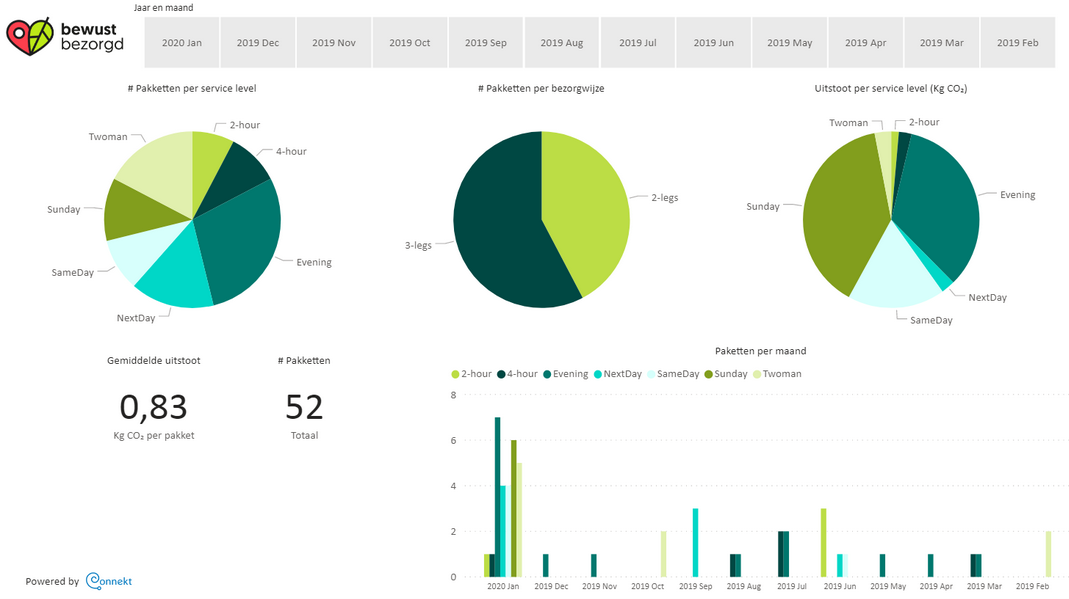 Jaar en maand
bewust
bezorgd
2020 Jan 2019 Dec 2019 Nov 2019 Oct 2019 Sep 2019 Aug 2019 Jul 2019 Jun 2019 May 2019 Apr 2019 Mar 2019 Feb
# Pakketten per service level
2-hour
4-hour
Evening
NextDay
SameDay
Sunday
Twoman
# Pakketten per bezorgwijze
2-legs
3-legs
Uitstoot per service level (Kg CO₂)
2-hour
Evening
NextDay
SameDay
Sunday
Twoman
Gemiddelde uitstoot
0,83
Kg CO₂ per pakket
# Pakketten
52
Totaal
Paketten per maand
2-hour 4-hour Evening NextDay SameDay Sunday Twoman
8
6
4
2
0
2020 Jan 2019 Dec 2019 Nov 2019 Oct 2019 Sep 2019 Aug 2019 Jul 2019 Jun 2019 May 2019 Apr 2019 Mar 2019 Feb
Powered by Connekt